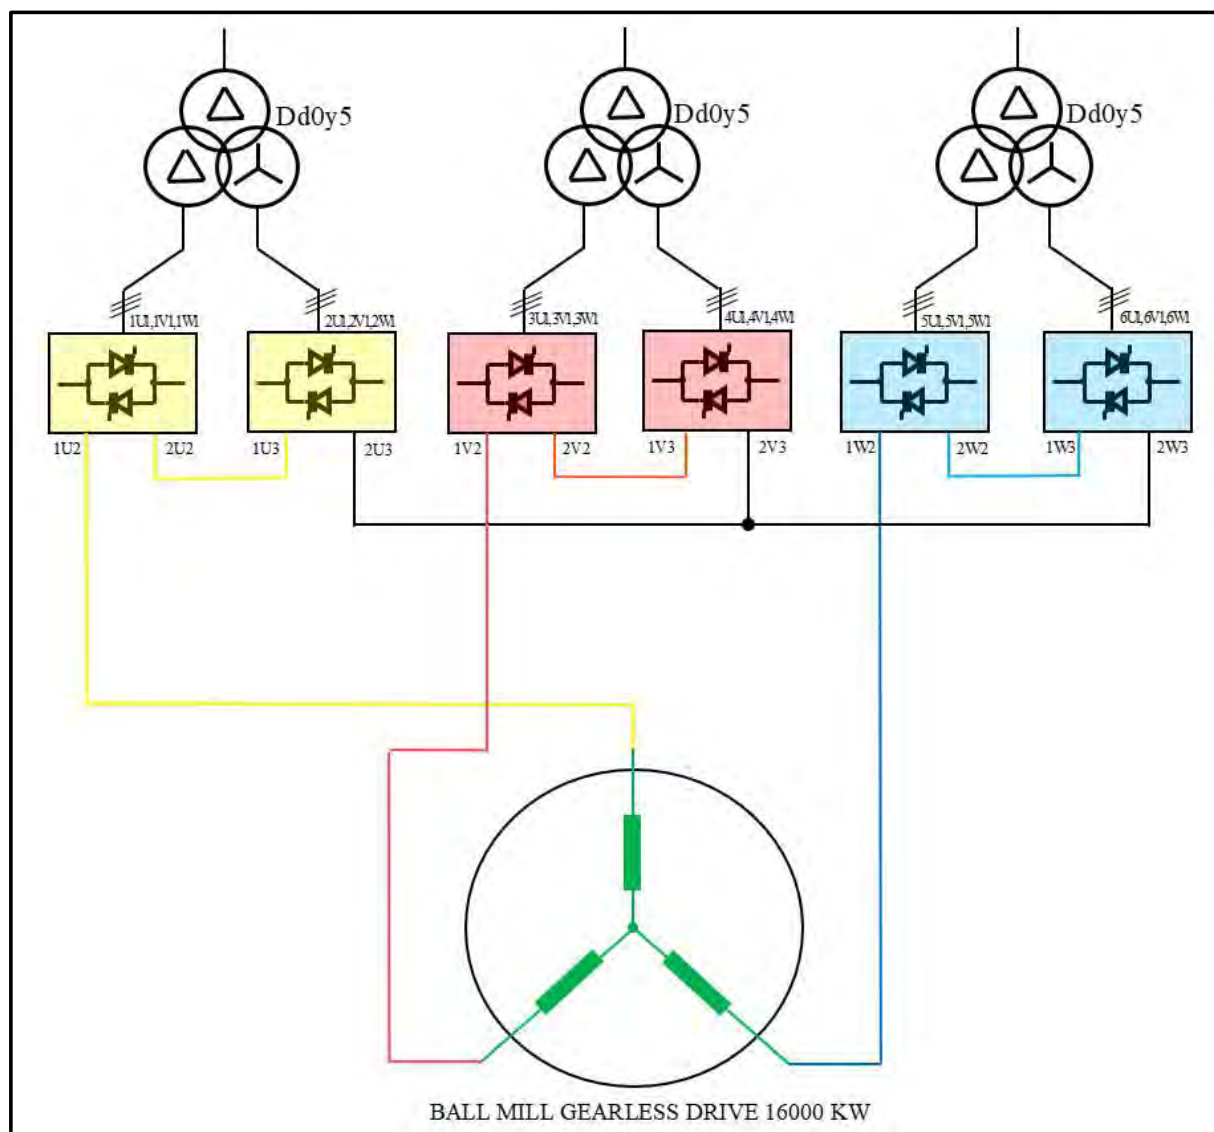 Dd0y5
Dd0y5
Dd0y5
1U1,1V1,1W1
2U1,2V1,2W1
3U1,3V1,3W1
4U1,4V1,4W1
5U1,5V1,5W1
6U1,6V1,6W1
1U2
2U2
1U3
2U3
1V2
2V2
1V3
2V3
1W2
2W2
1W3
2W3
BALL MILL GEARLESS DRIVE 16000 KW